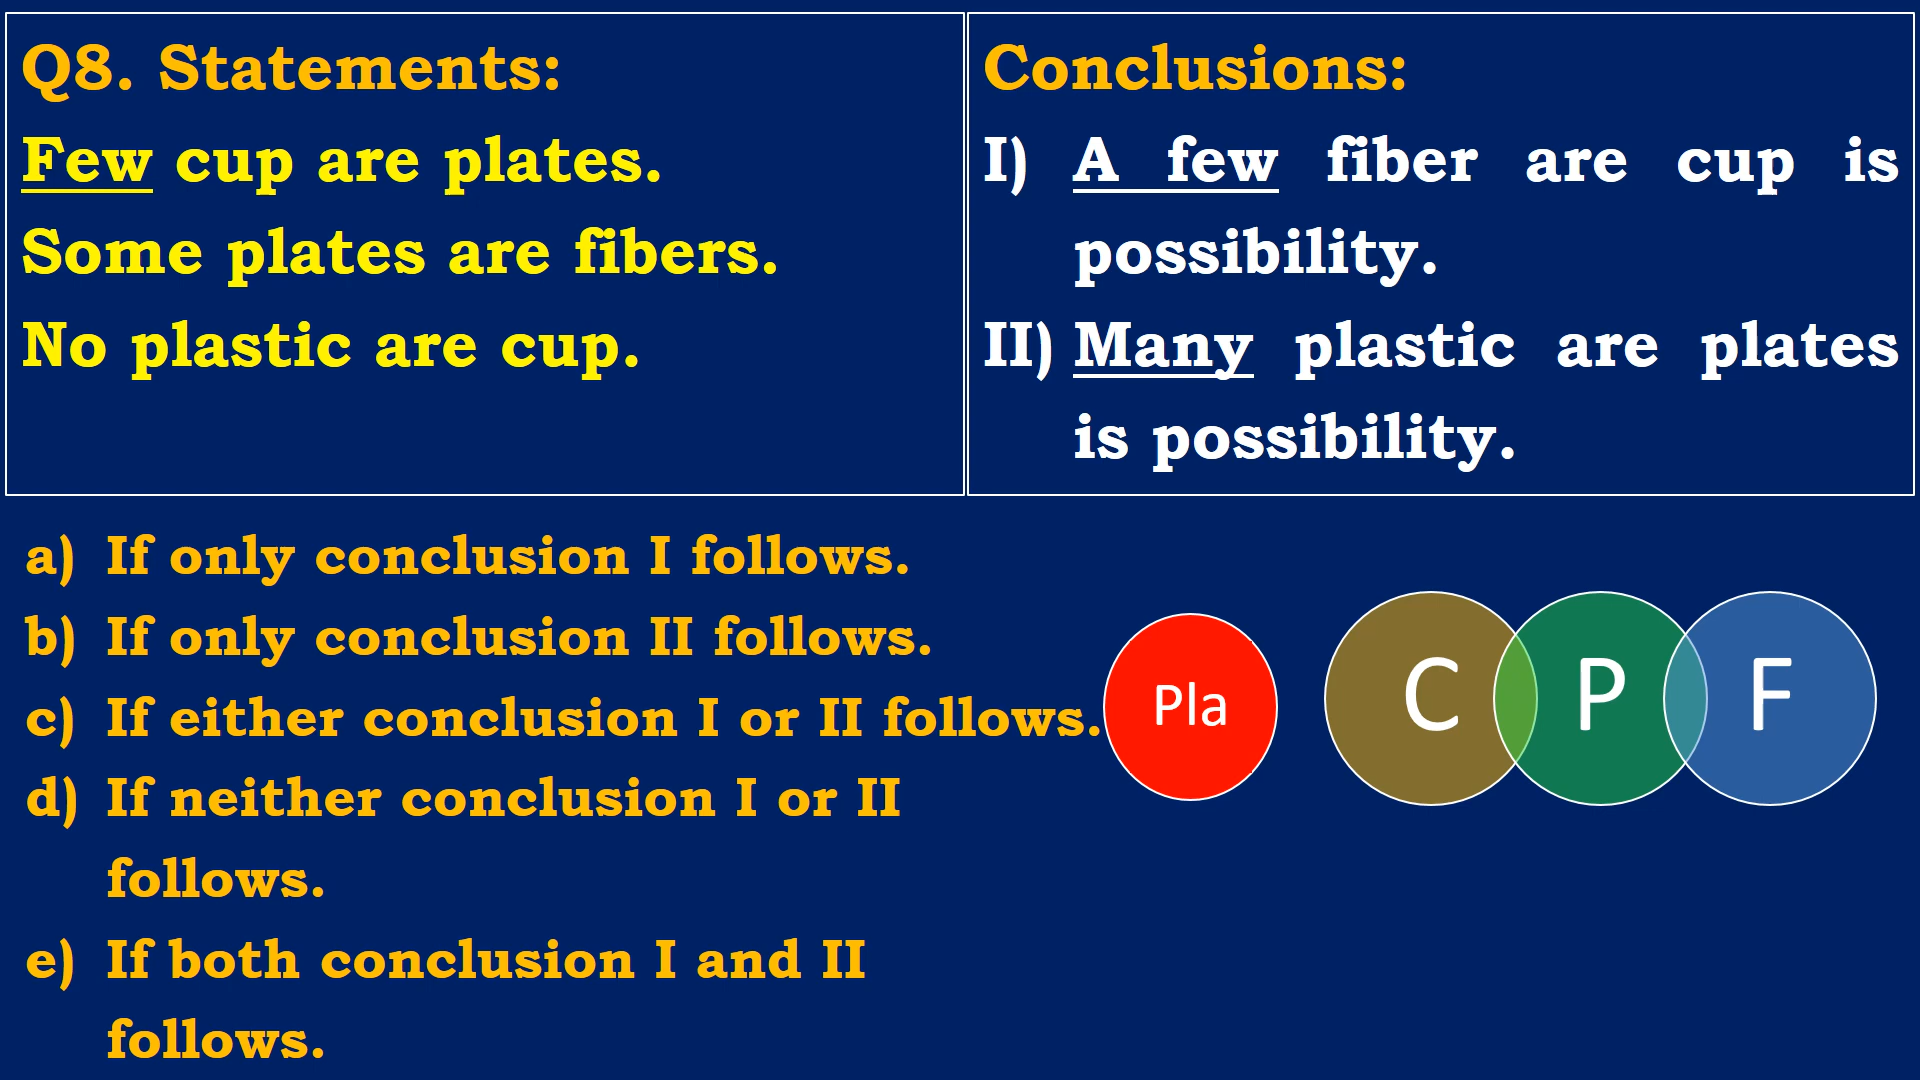 Q8. Statements:
Few cup are plates.
Some plates are fibers.
No plastic are cup.
Conclusions:
I) A few fiber are cup is
possibility.
II) Many plastic are plates
is possibility.
a) If only conclusion I follows.
b) If only conclusion II follows.
c) If either conclusion I or II follows.
d) If neither conclusion I or II
follows.
e) If both conclusion I and II
follows.
Pla
C P F